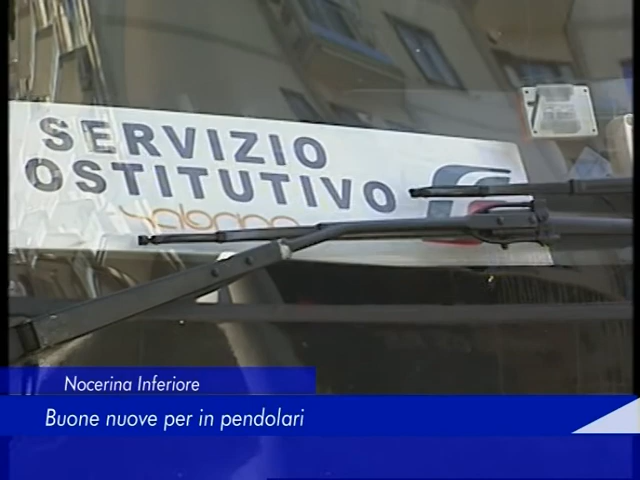 SERVIZIO
OSTITUTIVO
Nocerina Inferiore
Buone nuove per in pendolari